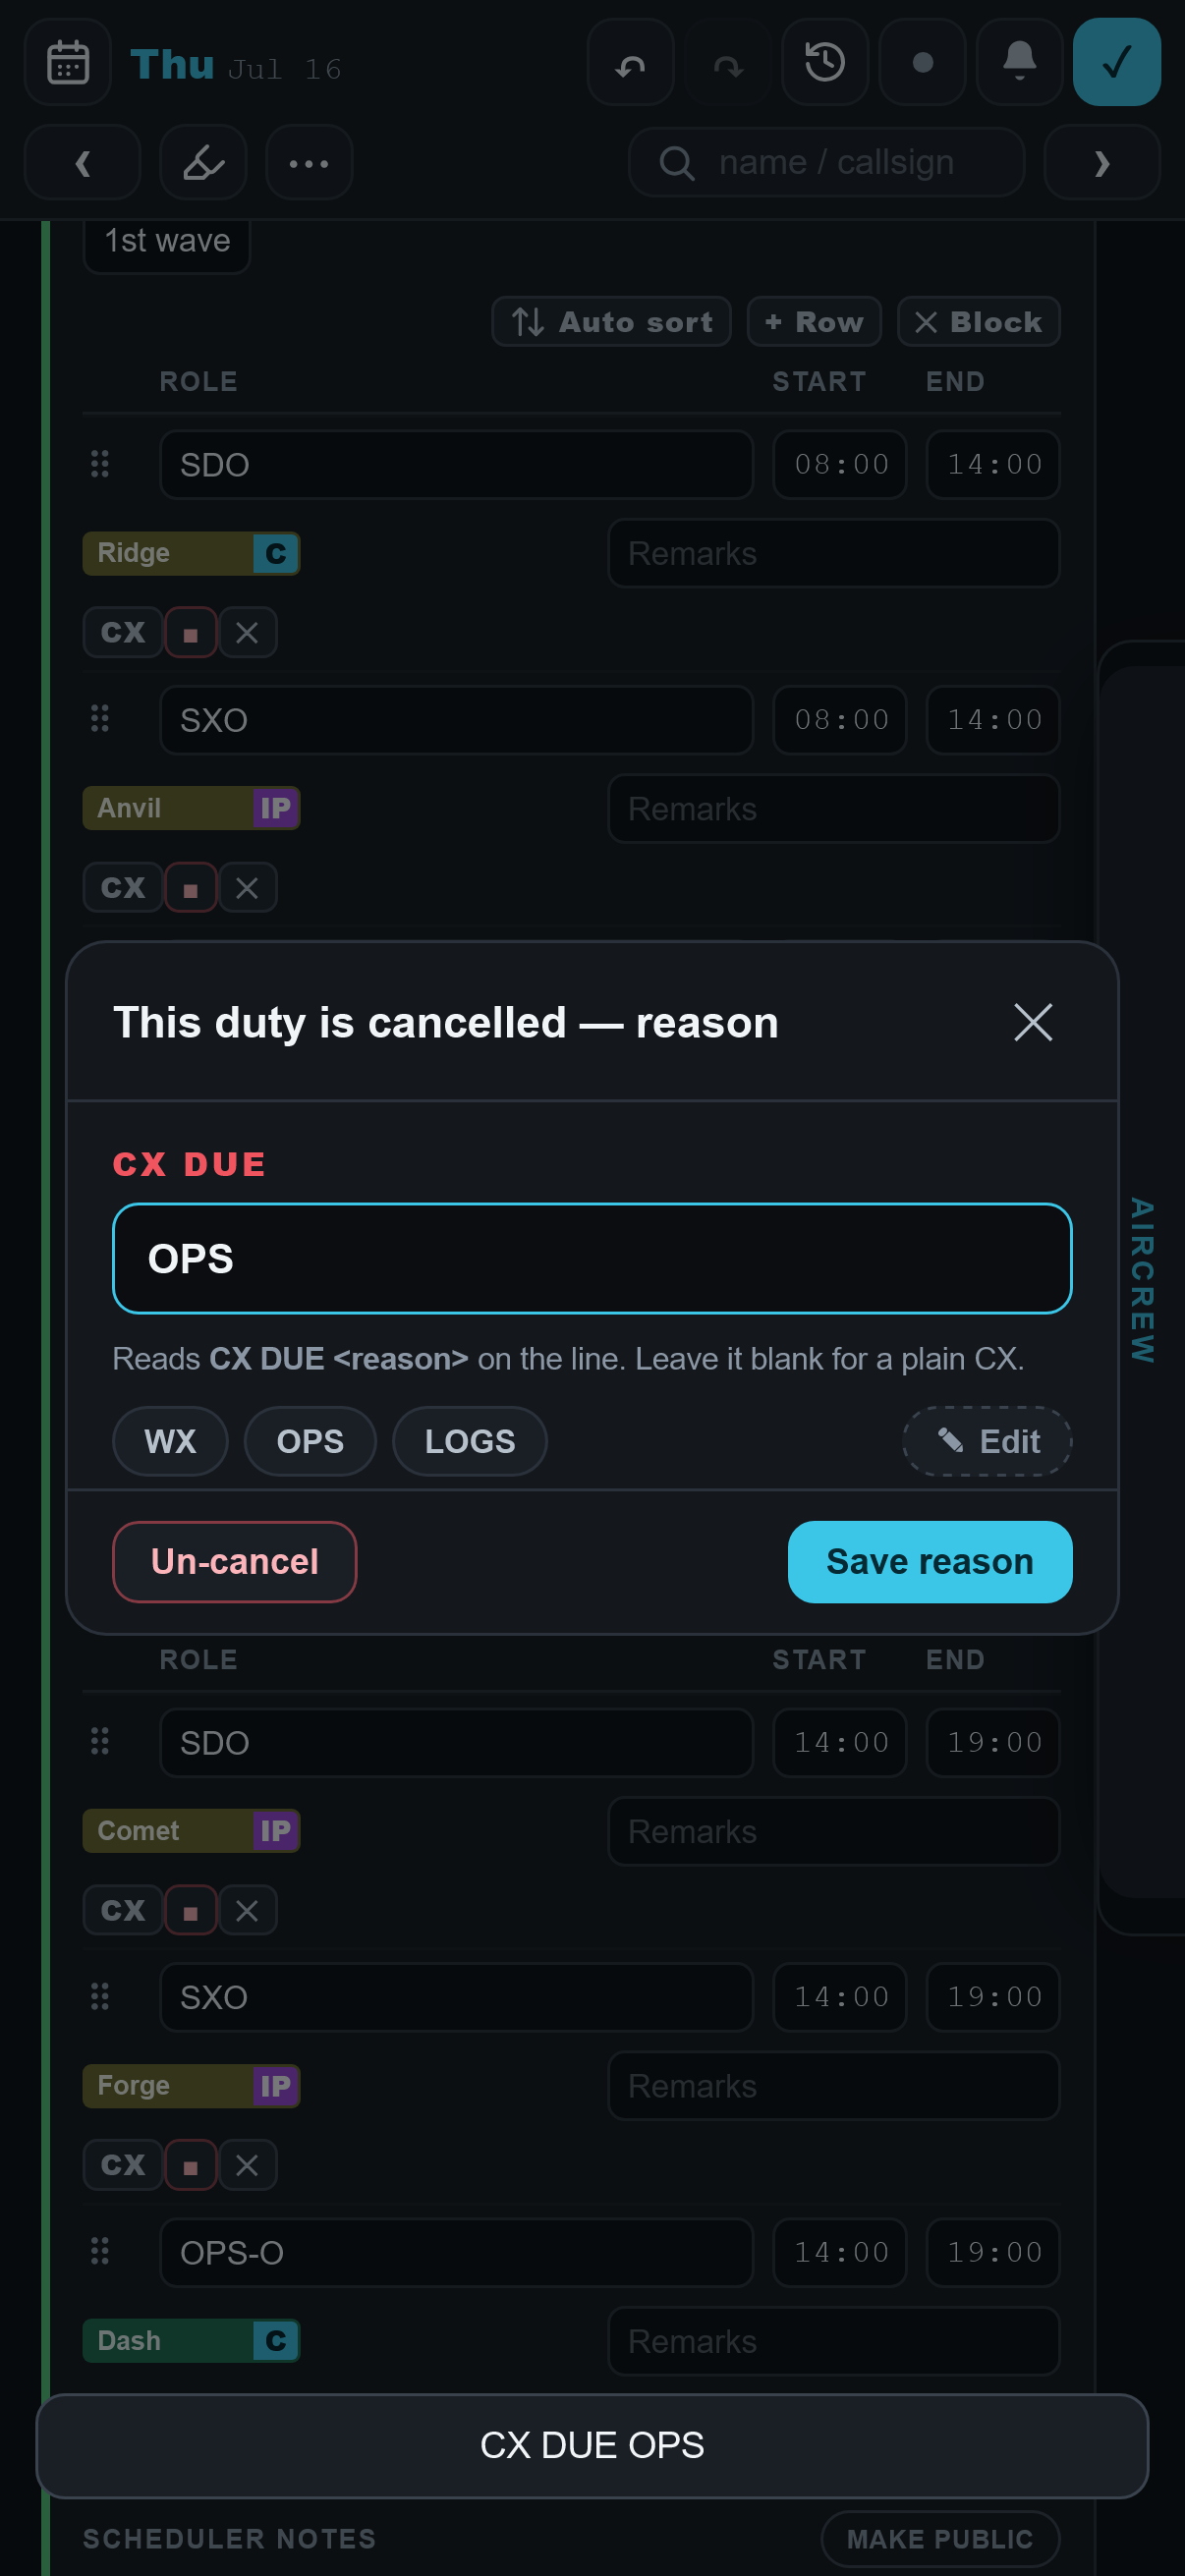 Thu Jul 16
name / callsign
1st wave
Auto sort + Row Block
ROLE START END
SDO 08:00 14:00
Ridge C Remarks
CX
SXO 08:00 14:00
Anvil IP Remarks
CX
This duty is cancelled — reason
CX DUE
OPS
Reads CX DUE <reason> on the line. Leave it blank for a plain CX.
WX OPS LOGS Edit
Un-cancel Save reason
AIRCREW
ROLE START END
SDO 14:00 19:00
Comet IP Remarks
CX
SXO 14:00 19:00
Forge IP Remarks
CX
OPS-O 14:00 19:00
Dash C Remarks
CX DUE OPS
SCHEDULER NOTES MAKE PUBLIC